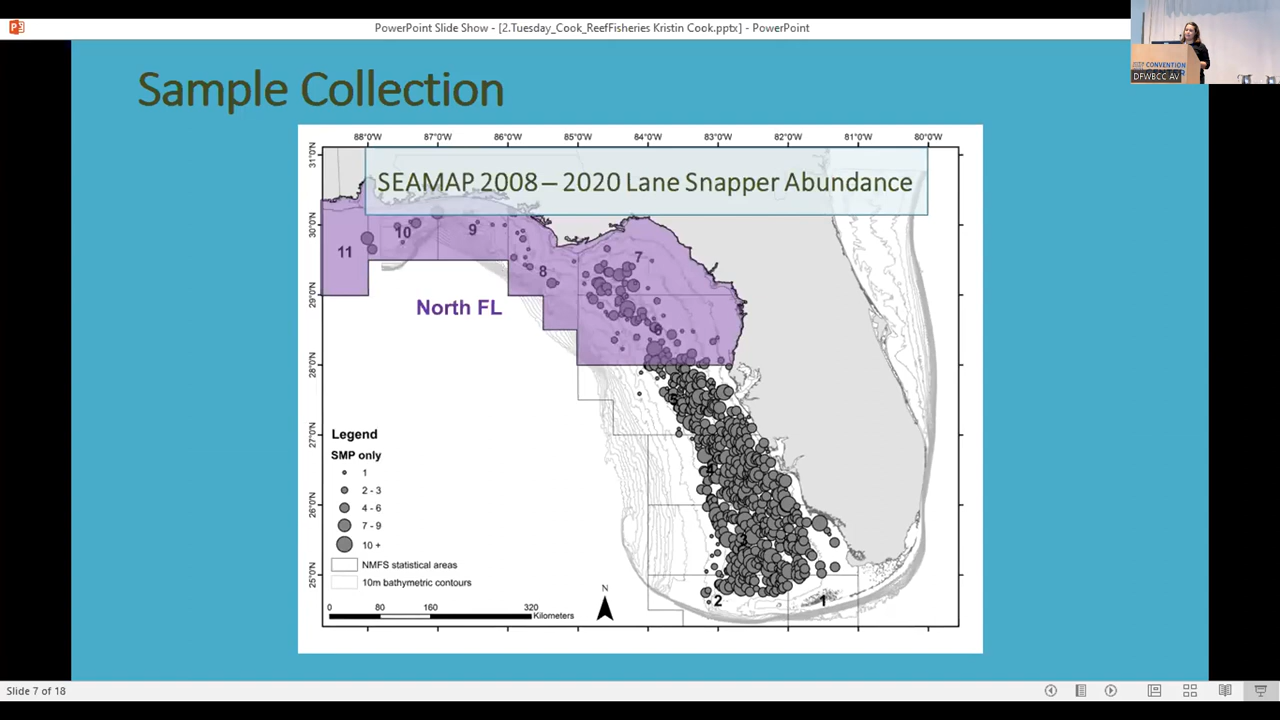 PowerPoint Slide Show - [2.Tuesday_Cook_ReefFisheries Kristin Cook.pptx] - PowerPoint
CONVENTION
DFWBCC AV
Sample Collection
88°0'W 87°0'W 86°0'W 85°0'W 84°0'W 83°0'W 82°0'W 81°0'W 80°0'W
SEAMAP 2008 – 2020 Lane Snapper Abundance
31°0'N
30°0'N
29°0'N
28°0'N
27°0'N
26°0'N
25°0'N
11
10
9
8
7
6
5
4
3
2
1
North FL
Legend
SMP only
1
2 - 3
4 - 6
7 - 9
10 +
NMFS statistical areas
10m bathymetric contours
0 80 160 320
Kilometers
N
Slide 7 of 18